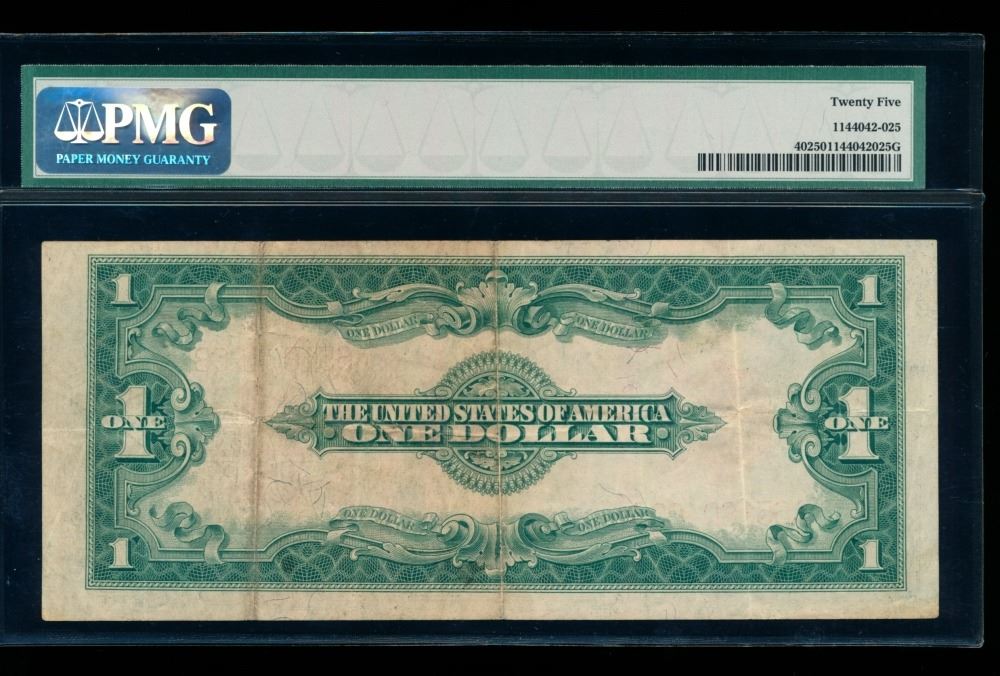 PMG
PAPER MONEY GUARANTY
Twenty Five
1144042-025
402501144042025G
1 1
ONE DOLLAR ONE DOLLAR
1 1
ONE ONE
THE UNITED STATES OF AMERICA
ONE DOLLAR
ONE DOLLAR ONE DOLLAR
1 1